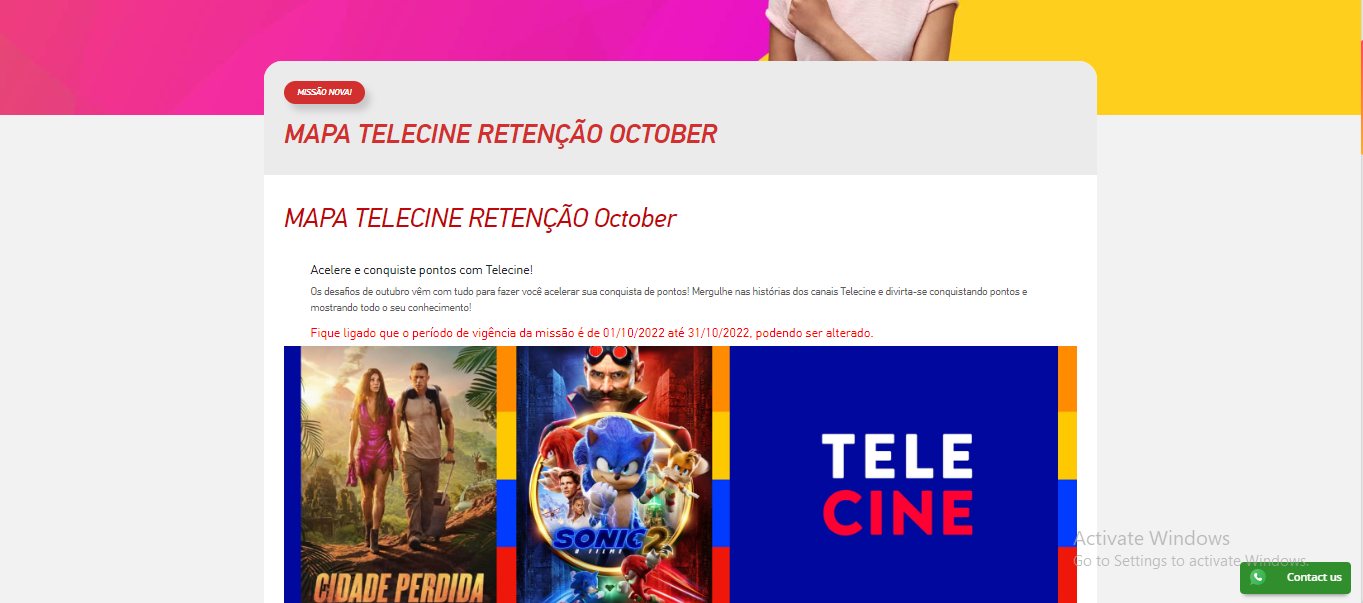 MISSÃO NOVA!
MAPA TELECINE RETENÇÃO OCTOBER
MAPA TELECINE RETENÇÃO October
Acelere e conquiste pontos com Telecine!
Os desafios de outubro vêm com tudo para fazer você acelerar sua conquista de pontos! Mergulhe nas histórias dos canais Telecine e divirta-se conquistando pontos e
mostrando todo o seu conhecimento!
Fique ligado que o período de vigência da missão é de 01/10/2022 até 31/10/2022, podendo ser alterado.
CIDADE PERDIDA
SONIC 2
O FILME
TELE
CINE
Activate Windows
Go to Settings to activate Windows.
Contact us